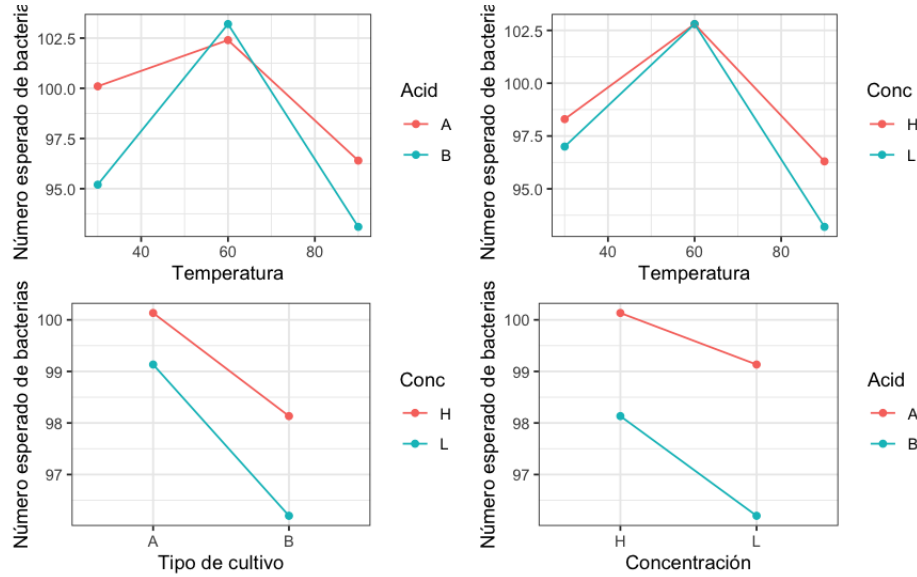 Número esperado de bacteria
102.5
100.0
97.5
95.0
40
60
80
Temperatura
Acid
A
B
Número esperado de bacteria
102.5
100.0
97.5
95.0
40
60
80
Temperatura
Conc
H
L
Número esperado de bacterias
100
99
98
97
A
B
Tipo de cultivo
Conc
H
L
Número esperado de bacterias
100
99
98
97
H
L
Concentración
Acid
A
B